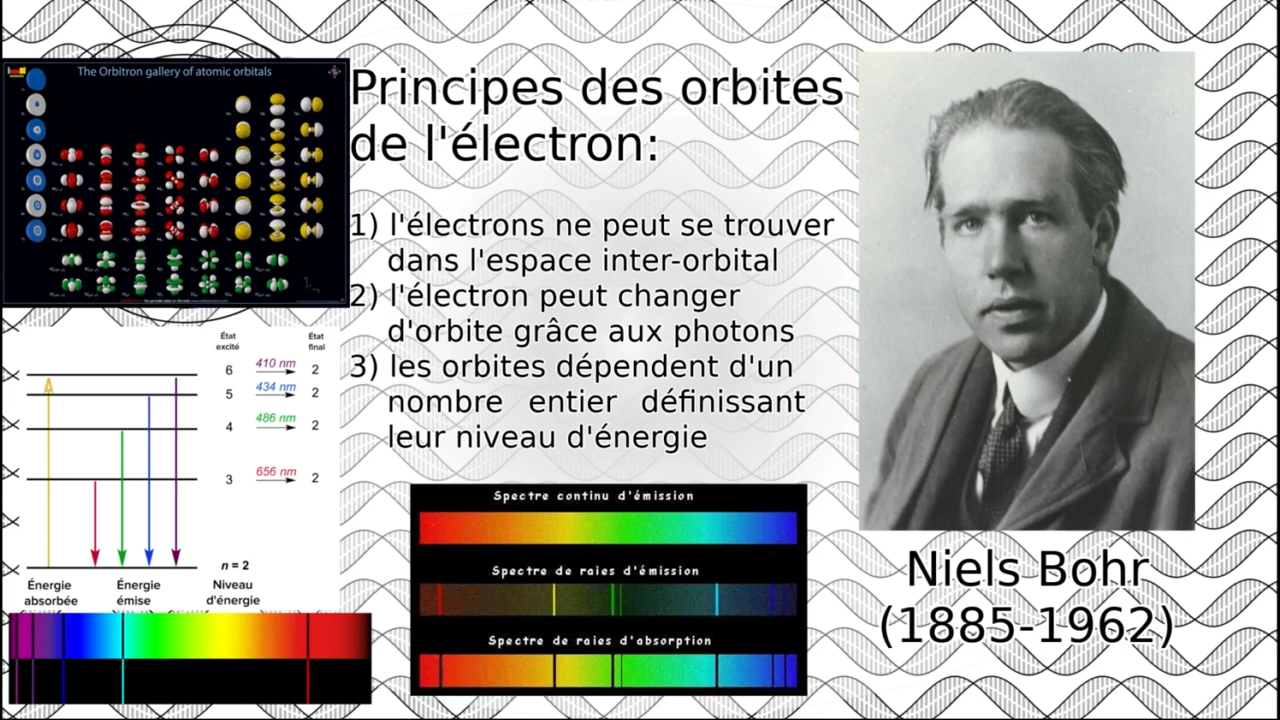 The Orbitron gallery of atomic orbitals
Principes des orbites
de l'électron:
1) l'électrons ne peut se trouver
dans l'espace inter-orbital
2) l'électron peut changer
d'orbite grâce aux photons
3) les orbites dépendent d'un
nombre entier définissant
leur niveau d'énergie
État
excité
État
final
6 410 nm 2
5 434 nm 2
4 486 nm 2
3 656 nm 2
n = 2
Énergie
absorbée
Énergie
émise
Niveau
d'énergie
Spectre continu d'émission
Spectre de raies d'émission
Spectre de raies d'absorption
Niels Bohr
(1885-1962)